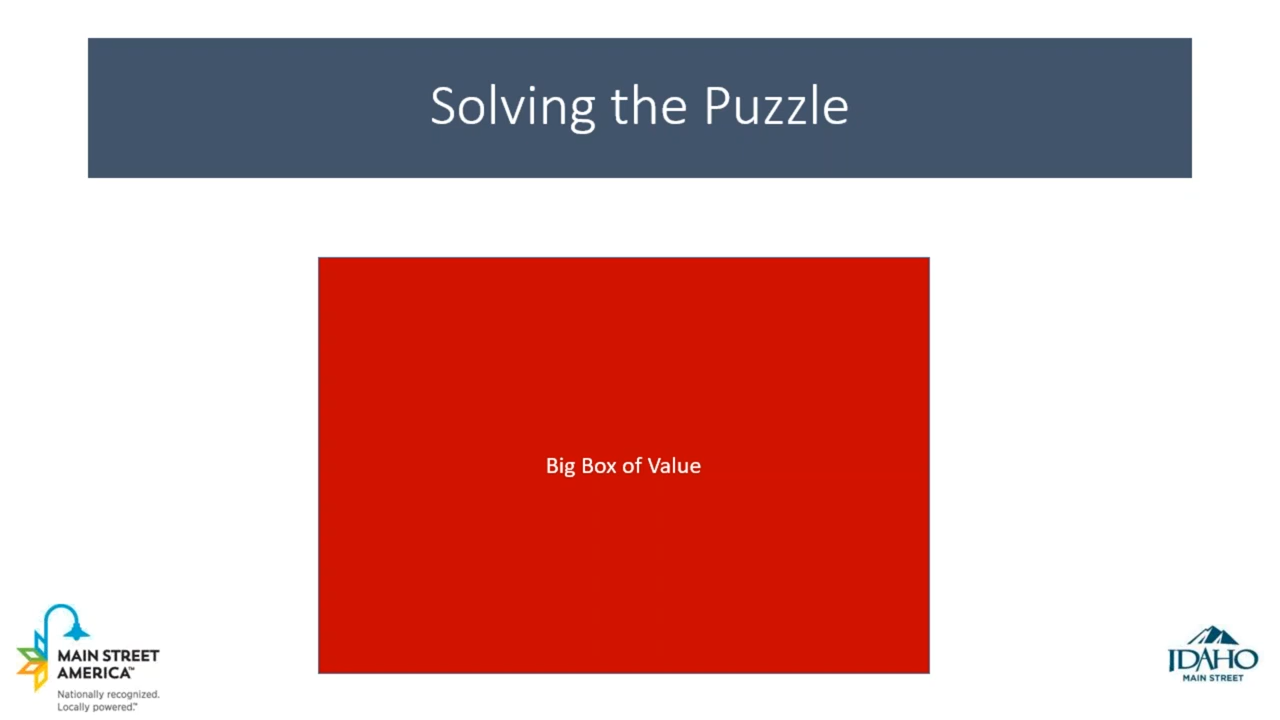 Solving the Puzzle
Big Box of Value
MAIN STREET
AMERICA™
Nationally recognized.
Locally powered.™
IDAHO
MAIN STREET